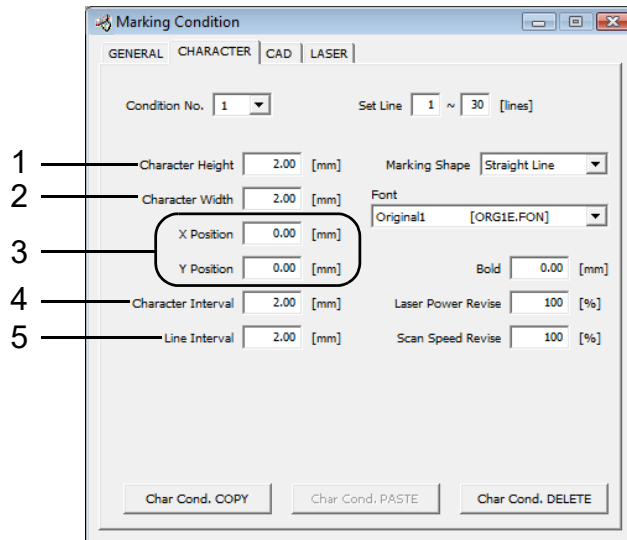 Marking Condition
GENERAL CHARACTER CAD LASER
Condition No. 1 Set Line 1 ~ 30 [lines]
1 Character Height 2.00 [mm] Marking Shape Straight Line
2 Character Width 2.00 [mm] Font
Original1 [ORG1E.FON]
3 X Position 0.00 [mm]
Y Position 0.00 [mm] Bold 0.00 [mm]
4 Character Interval 2.00 [mm] Laser Power Revise 100 [%]
5 Line Interval 2.00 [mm] Scan Speed Revise 100 [%]
Char Cond. COPY Char Cond. PASTE Char Cond. DELETE